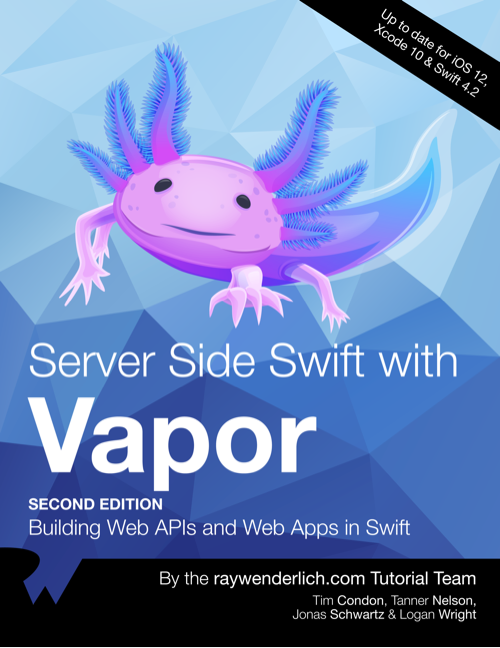 Up to date for iOS 12,
Xcode 10 & Swift 4.2
Server Side Swift with
Vapor
SECOND EDITION
Building Web APIs and Web Apps in Swift
By the raywenderlich.com Tutorial Team
Tim Condon, Tanner Nelson,
Jonas Schwartz & Logan Wright